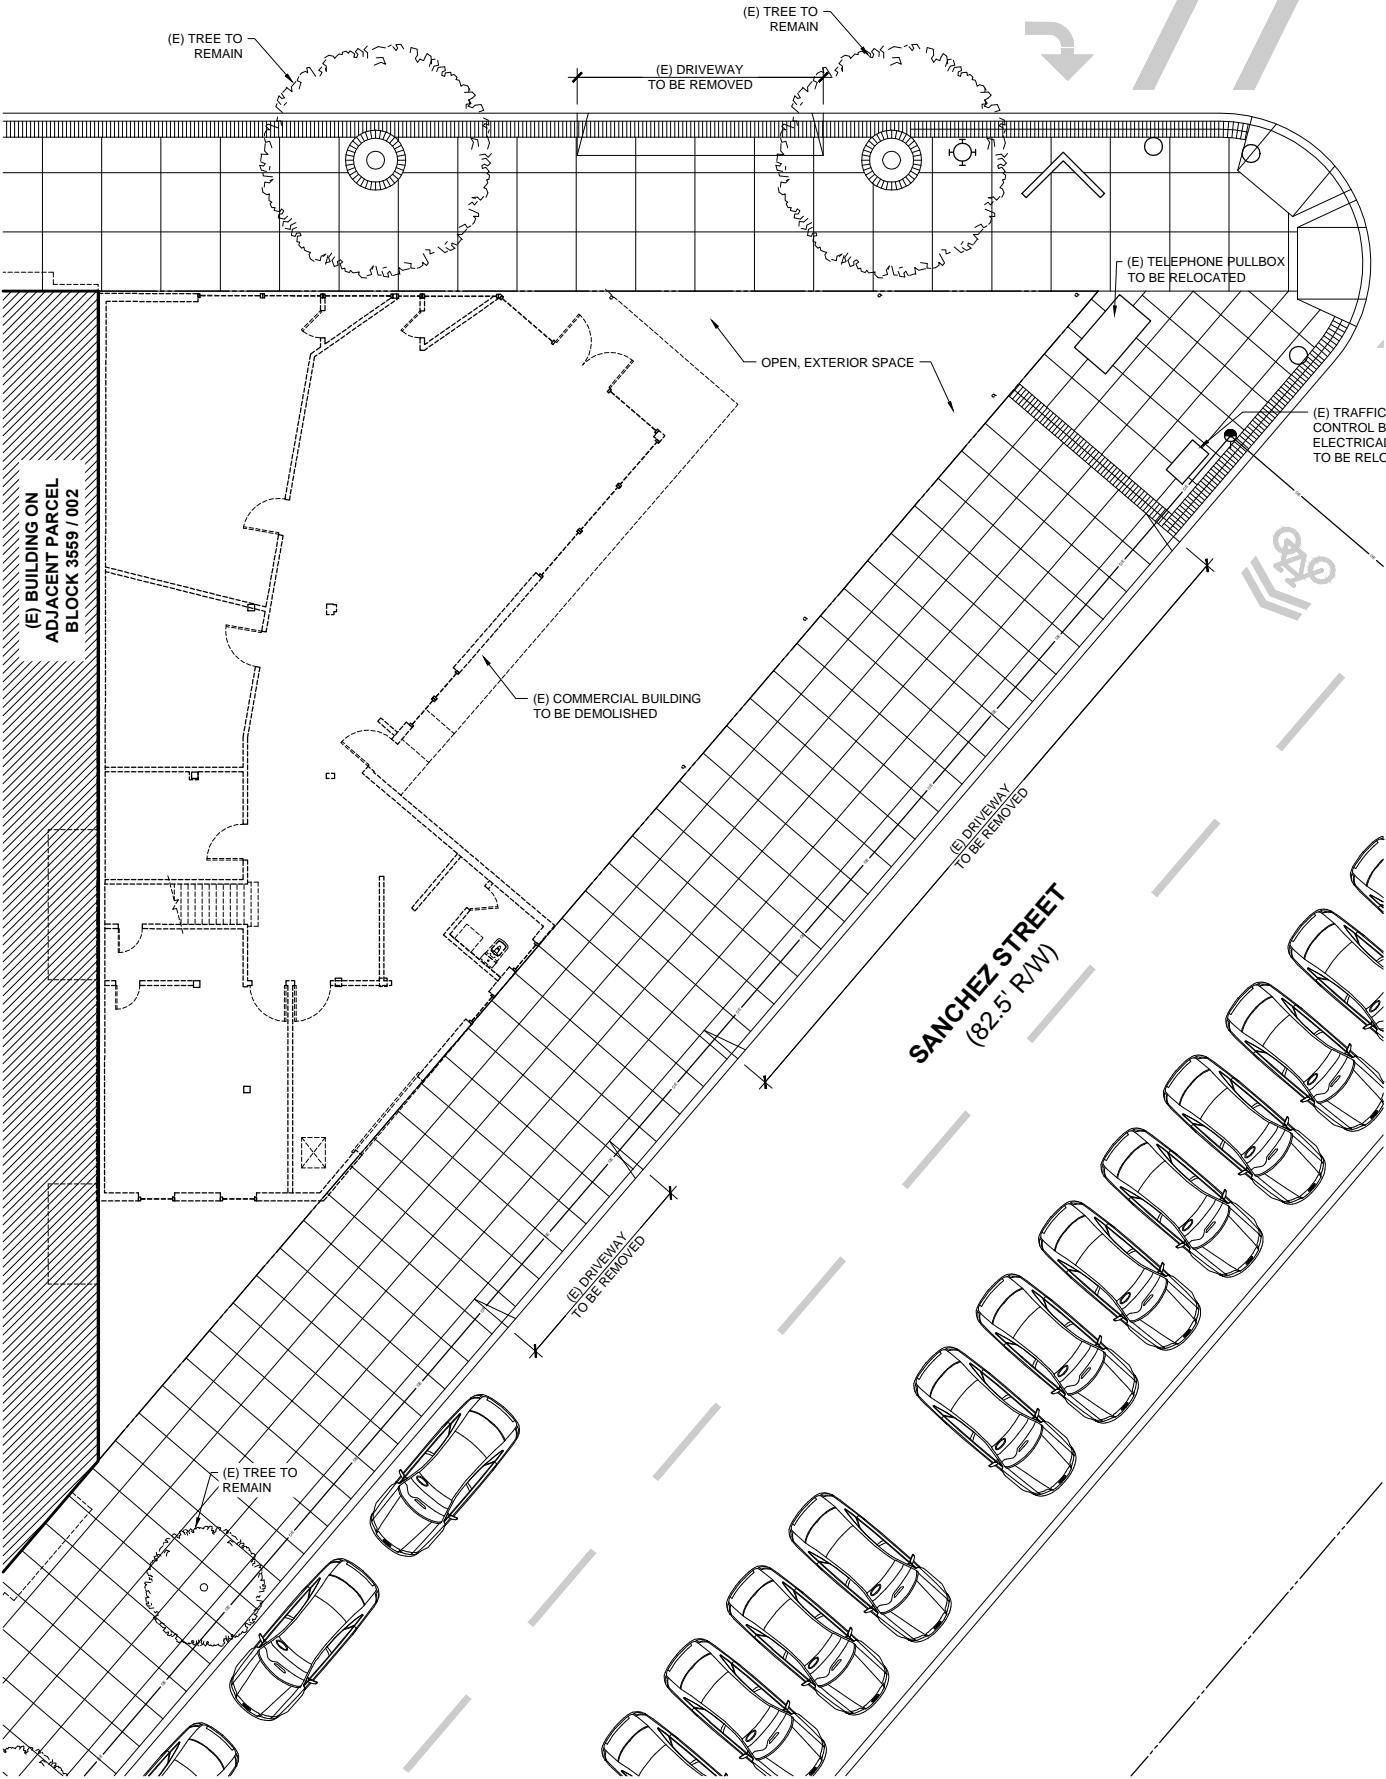 (E) TREE TO
REMAIN
(E) TREE TO
REMAIN
(E) DRIVEWAY
TO BE REMOVED
(E) TELEPHONE PULLBOX
TO BE RELOCATED
OPEN, EXTERIOR SPACE
(E) TRAFFIC
CONTROL B
ELECTRICAL
TO BE RELO
(E) BUILDING ON
ADJACENT PARCEL
BLOCK 3559 / 002
(E) COMMERCIAL BUILDING
TO BE DEMOLISHED
(E) DRIVEWAY
TO BE REMOVED
SANCHEZ STREET
(82.5' R/W)
(E) DRIVEWAY
TO BE REMOVED
(E) TREE TO
REMAIN